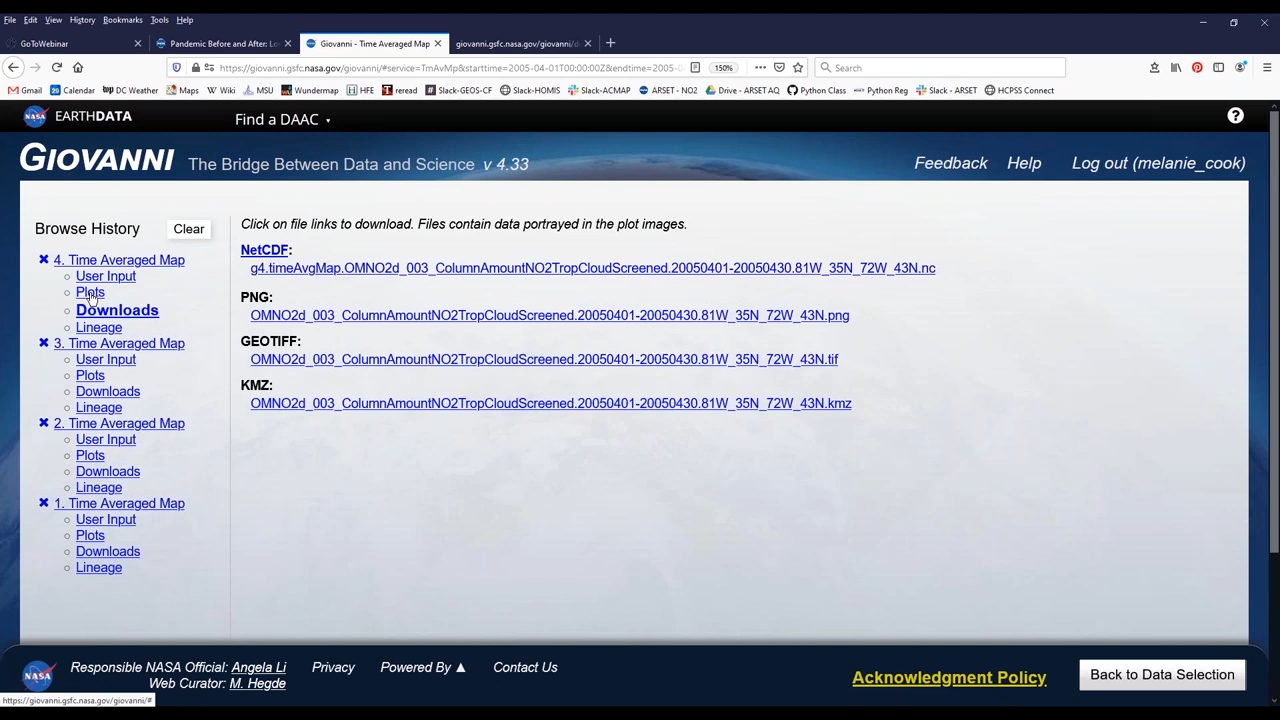 File Edit View History Bookmarks Tools Help
GoToWebinar
Pandemic Before and After: Lo
Giovanni - Time Averaged Map
giovanni.gsfc.nasa.gov/giovanni/d
https://giovanni.gsfc.nasa.gov/giovanni/#service=TmAvMp&starttime=2005-04-01T00:00:00Z&endtime=2005-0
150%
Search
Gmail Calendar DC Weather Maps Wiki MSU Wundermap HFE reread Slack-GEOS-CF Slack-HOMIS Slack-ACMAP ARSET - NO2 Drive - ARSET AQ Python Class Python Reg Slack - ARSET HCPSS Connect
NASA EARTHDATA Find a DAAC ?
GIOVANNI The Bridge Between Data and Science v 4.33 Feedback Help Log out (melanie_cook)
Browse History Clear
4. Time Averaged Map
User Input
Plots
Downloads
Lineage
3. Time Averaged Map
User Input
Plots
Downloads
Lineage
2. Time Averaged Map
User Input
Plots
Downloads
Lineage
1. Time Averaged Map
User Input
Plots
Downloads
Lineage
Click on file links to download. Files contain data portrayed in the plot images.
NetCDF:
g4.timeAvgMap.OMNO2d_003_ColumnAmountNO2TropCloudScreened.20050401-20050430.81W_35N_72W_43N.nc
PNG:
OMNO2d_003_ColumnAmountNO2TropCloudScreened.20050401-20050430.81W_35N_72W_43N.png
GEOTIFF:
OMNO2d_003_ColumnAmountNO2TropCloudScreened.20050401-20050430.81W_35N_72W_43N.tif
KMZ:
OMNO2d_003_ColumnAmountNO2TropCloudScreened.20050401-20050430.81W_35N_72W_43N.kmz
NASA
Responsible NASA Official: Angela Li Privacy Powered By ▲ Contact Us
Web Curator: M. Hegde
Acknowledgment Policy
Back to Data Selection
https://giovanni.gsfc.nasa.gov/giovanni/#